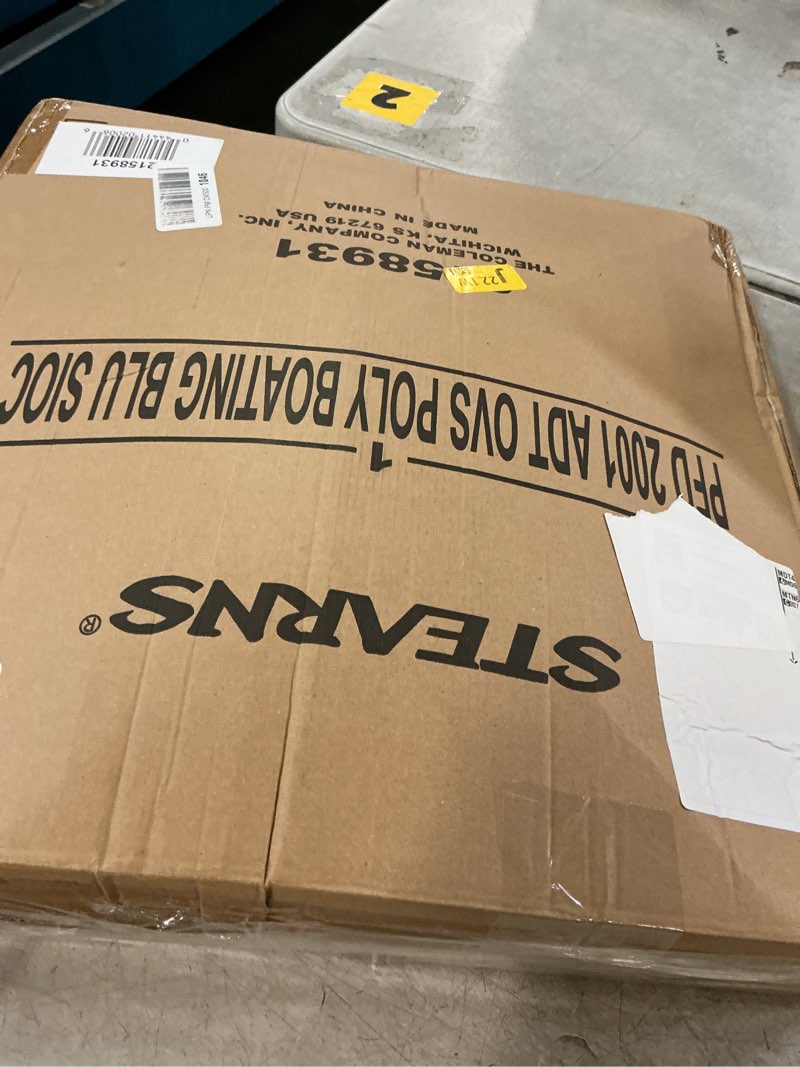 STEARNS®
1
PFD 2001 ADT OVS POLY BOATING BLU SIOC
58931
THE COLEMAN COMPANY, INC.
WICHITA, KS 67219 USA
MADE IN CHINA
2158931
1045
2